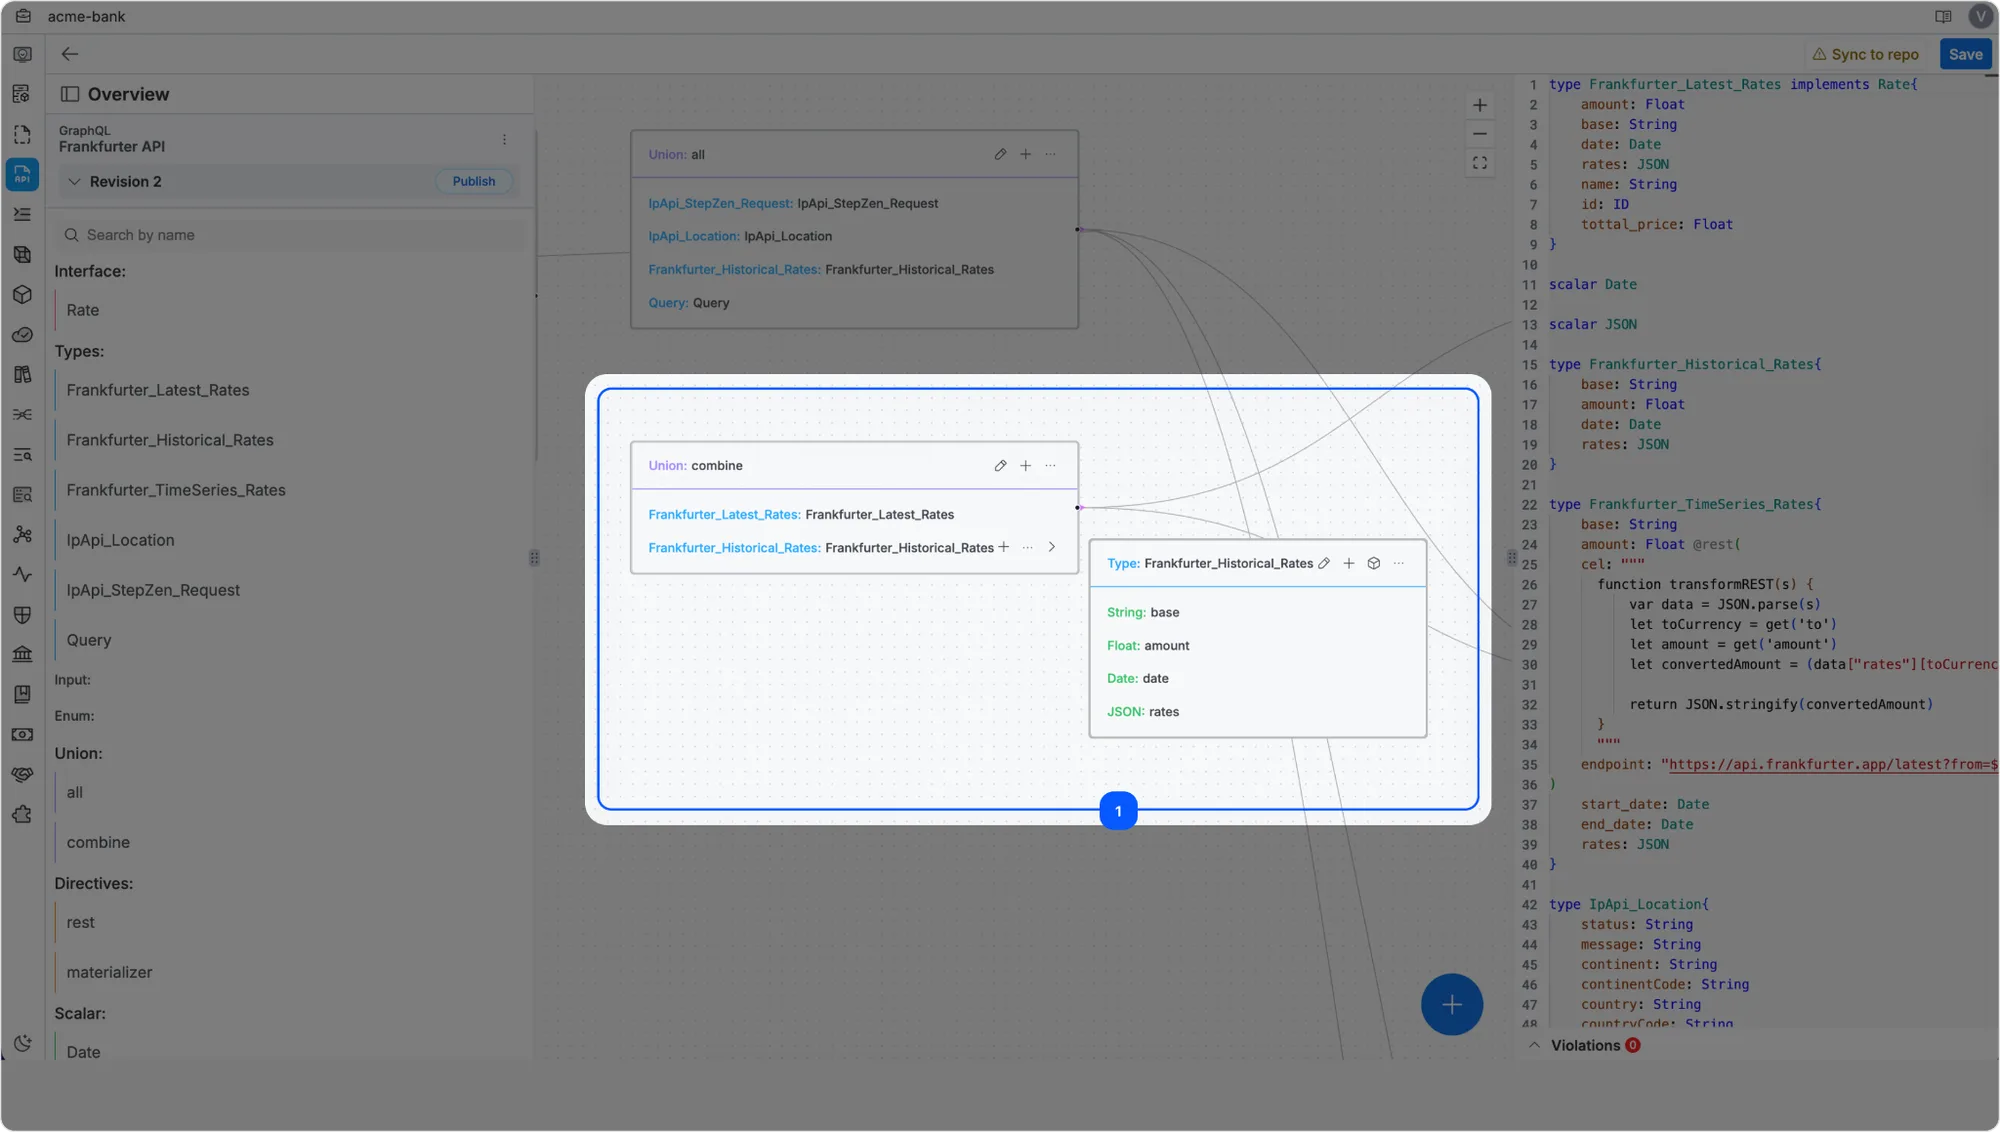 acme-bank
V
Sync to repo
Save
Overview
GraphQL
Frankfurter API
Revision 2
Publish
Search by name
Interface:
Rate
Types:
Frankfurter_Latest_Rates
Frankfurter_Historical_Rates
Frankfurter_TimeSeries_Rates
IpApi_Location
IpApi_StepZen_Request
Query
Input:
Enum:
Union:
all
combine
Directives:
rest
materializer
Scalar:
Date
API
Union: all
IpApi_StepZen_Request: IpApi_StepZen_Request
IpApi_Location: IpApi_Location
Frankfurter_Historical_Rates: Frankfurter_Historical_Rates
Query: Query
Union: combine
Frankfurter_Latest_Rates: Frankfurter_Latest_Rates
Frankfurter_Historical_Rates: Frankfurter_Historical_Rates
Type: Frankfurter_Historical_Rates
String: base
Float: amount
Date: date
JSON: rates
1
1 type Frankfurter_Latest_Rates implements Rate{
2 amount: Float
3 base: String
4 date: Date
5 rates: JSON
6 name: String
7 id: ID
8 tottal_price: Float
9 }
10
11 scalar Date
12
13 scalar JSON
14
15 type Frankfurter_Historical_Rates{
16 base: String
17 amount: Float
18 date: Date
19 rates: JSON
20 }
21
22 type Frankfurter_TimeSeries_Rates{
23 base: String
24 amount: Float @rest(
25 cel: """
26 function transformREST(s) {
27 var data = JSON.parse(s)
28 let toCurrency = get('to')
29 let amount = get('amount')
30 let convertedAmount = (data["rates"][toCurrenc
31
32 return JSON.stringify(convertedAmount)
33 }
34 """
35 endpoint: "https://api.frankfurter.app/latest?from=$
36 )
37 start_date: Date
38 end_date: Date
39 rates: JSON
40 }
41
42 type IpApi_Location{
43 status: String
44 message: String
45 continent: String
46 continentCode: String
47 country: String
48 countryCode: String
Violations 0